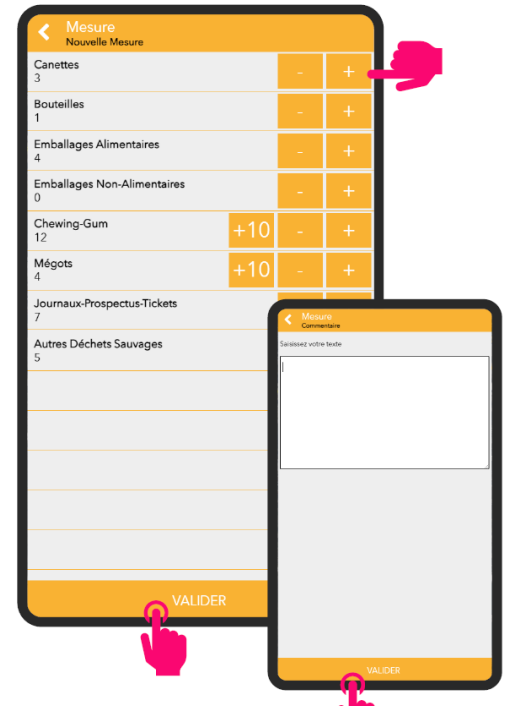 Mesure
Nouvelle Mesure
Canettes
3
- +
Bouteilles
1
- +
Emballages Alimentaires
4
- +
Emballages Non-Alimentaires
0
- +
Chewing-Gum
12
+10 - +
Mégots
4
+10 - +
Journaux-Prospectus-Tickets
7
Autres Déchets Sauvages
5
VALIDER
Mesure
Commentaire
Saisissez votre texte
VALIDER